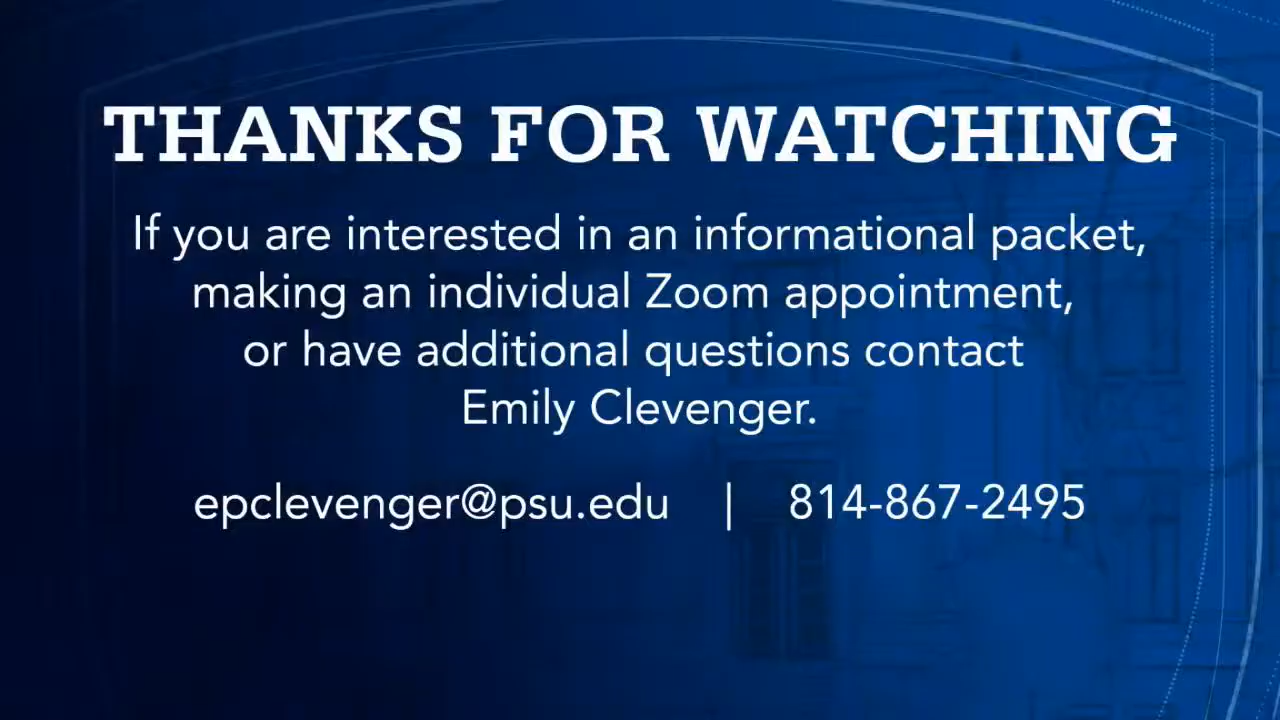 THANKS FOR WATCHING
If you are interested in an informational packet,
making an individual Zoom appointment,
or have additional questions contact
Emily Clevenger.
epclevenger@psu.edu | 814-867-2495